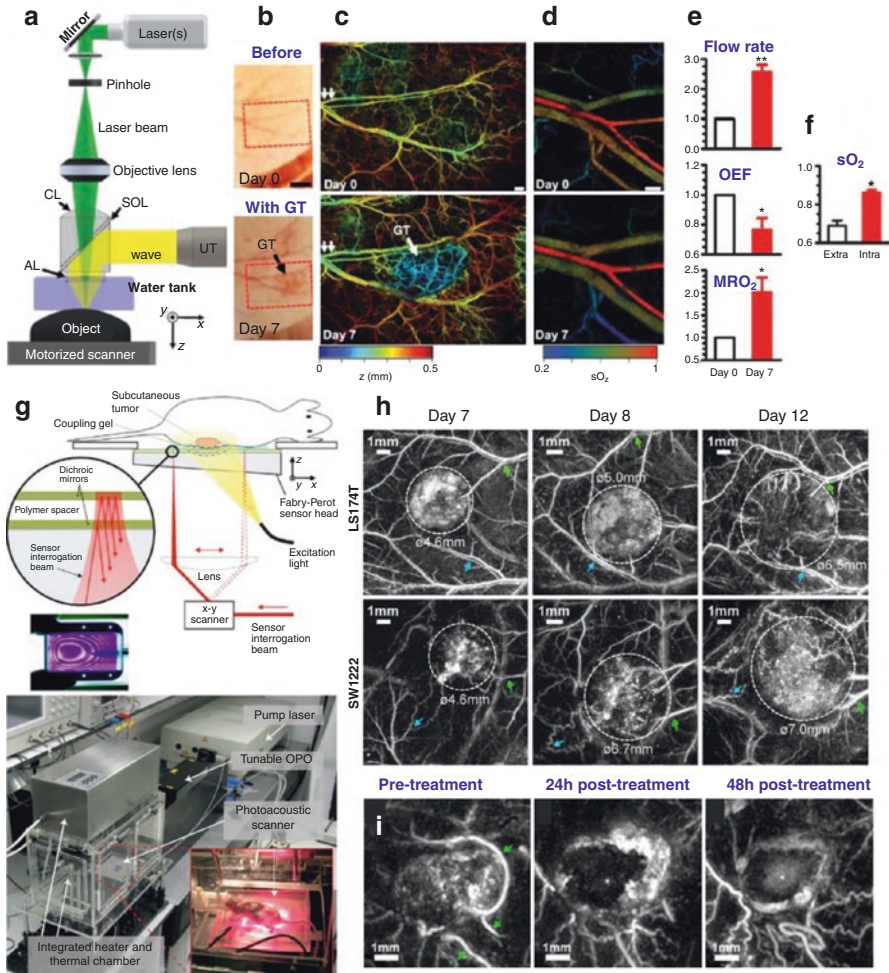 a
Mirror
Laser(s)
Pinhole
Laser beam
Objective lens
CL
SOL
wave
UT
AL
Water tank
Object
y
x
z
Motorized scanner
b
Before
Day 0
With GT
GT
Day 7
c
Day 0
GT
Day 7
0
0.5
z (mm)
d
Day 0
Day 7
0.2
1
sOz
e
Flow rate
3.0
**
2.0
1.0
0.0
OEF
1.0
*
0.8
0.6
MRO2
2.5
*
2.0
1.5
1.0
0.5
Day 0 Day 7
f
sO2
1.0
*
0.8
0.6
Extra Intra
g
Subcutaneous
tumor
Coupling gel
z
y x
Dichroic
mirrors
Polymer spacer
Fabry-Perot
sensor head
Sensor
interrogation
beam
Excitation
light
Lens
x-y
scanner
Sensor
interrogation
beam
Pump laser
Tunable OPO
Photoacoustic
scanner
Integrated heater and
thermal chamber
h
Day 7
Day 8
Day 12
LS174T
1mm
ø4.6mm
1mm
ø5.0mm
1mm
ø6.5mm
SW1222
1mm
ø4.6mm
1mm
ø6.7mm
1mm
ø7.0mm
Pre-treatment
24h post-treatment
48h post-treatment
i
1mm
1mm
1mm